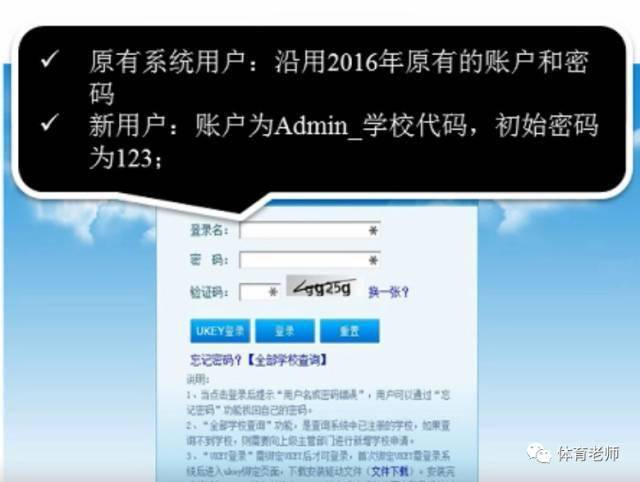 ✓ 原有系统用户：沿用2016年原有的账户和密
码
✓ 新用户：账户为Admin_学校代码，初始密码
为123；
登录名： *
密 码： *
验证码： * gg25g 换一张？
UKEY登录 登录 重置
忘记密码？【全部学校查询】
说明：
1、当点击登录后提示“用户名或密码错误”，用户可以通过“忘
记密码”功能找回自己的密码。
2、“全部学校查询”功能，是查询系统中已注册的学校，如果查
询不到学校，则需要向上级主管部门进行新增学校申请。
3、“UKEY登录”需绑定UKEY后才可登录，首次绑定UKEY需登录系
统后进入ukey绑定页面，下载安装驱动文件（文件下载）。安装完
体育老师